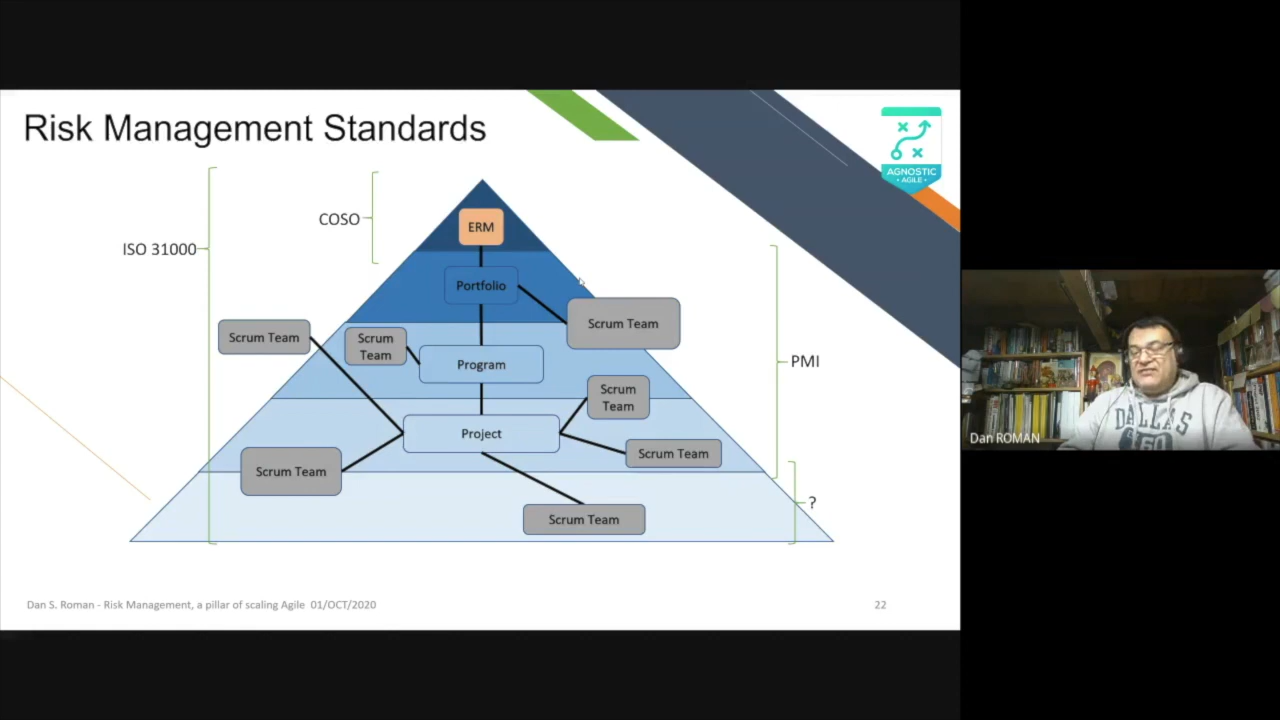 Risk Management Standards
AGNOSTIC
• AGILE •
COSO
ISO 31000
ERM
Portfolio
Scrum Team
Scrum Team
Scrum
Team
Program
PMI
Scrum
Team
Project
Scrum Team
Scrum Team
?
Scrum Team
Dan S. Roman - Risk Management, a pillar of scaling Agile 01/OCT/2020
22
DALLAS
Dan ROMAN